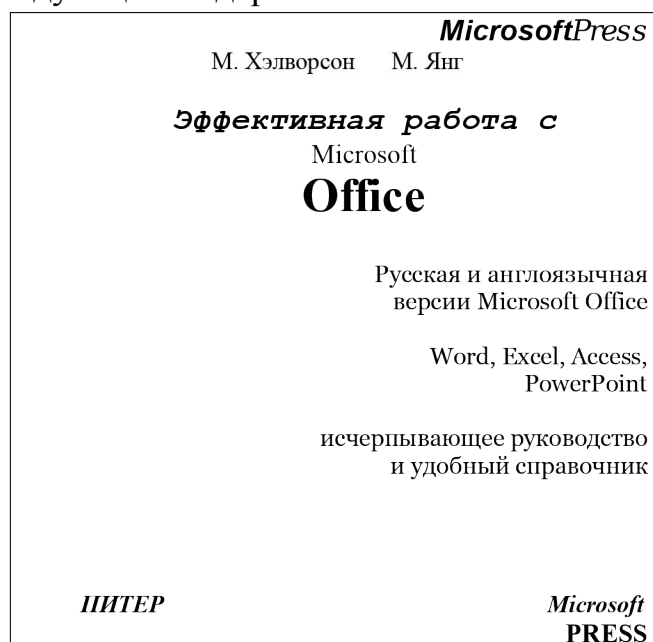 MicrosoftPress
М. Хэлворсон М. Янг
Эффективная работа с
Microsoft
Office
Русская и англоязычная
версии Microsoft Office
Word, Excel, Access,
PowerPoint
исчерпывающее руководство
и удобный справочник
ПИТЕР Microsoft
PRESS